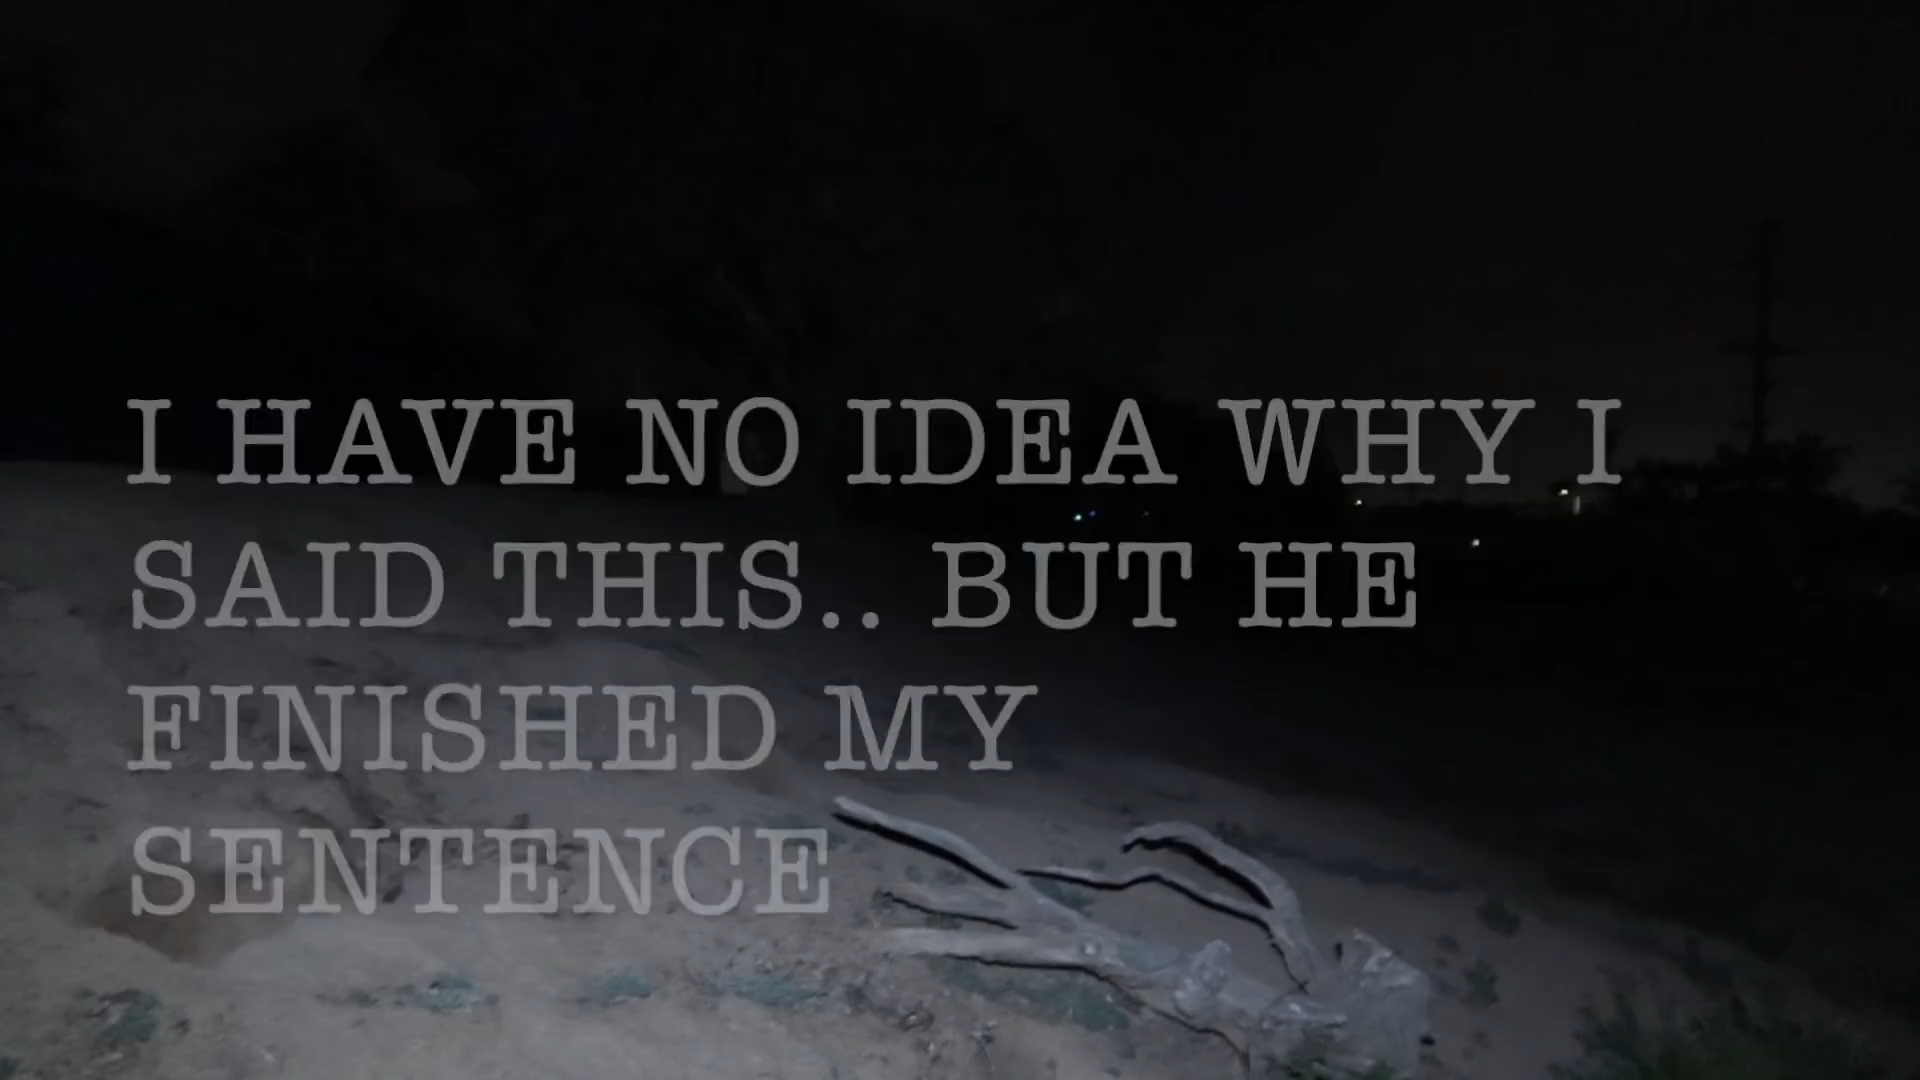 I HAVE NO IDEA WHY I
SAID THIS.. BUT HE
FINISHED MY
SENTENCE